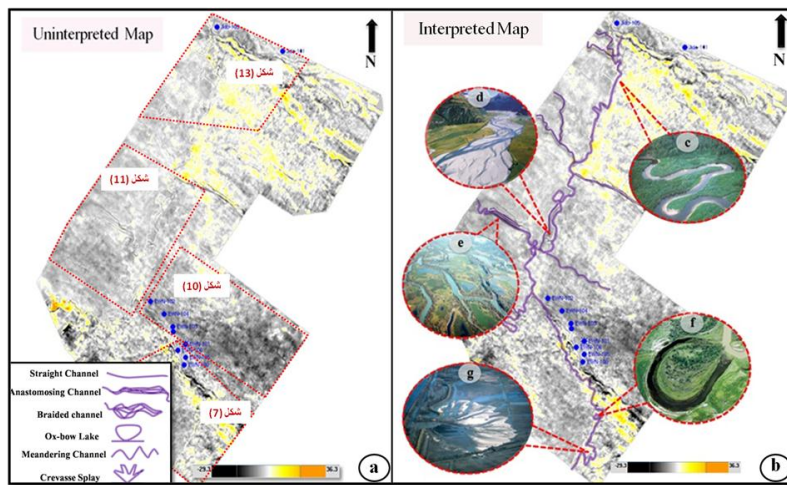 Uninterpreted Map
N
شكل (13)
شكل (11)
شكل (10)
شكل (7)
Straight Channel
Anastomosing Channel
Braided channel
Ox-bow Lake
Meandering Channel
Crevasse Splay
-29.3
36.3
a
Interpreted Map
N
d
c
e
f
g
-29.3
36.3
b